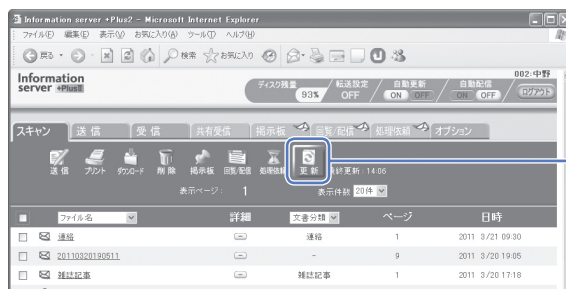 Information server +Plus2 - Microsoft Internet Explorer
ファイル(F) 編集(E) 表示(V) お気に入り(A) ツール(T) ヘルプ(H)
戻る 検索 お気に入り
Information server +PlusⅡ
002:中野
ディスク残量 93% 転送設定 OFF 自動更新 ON OFF 自動配信 ON OFF ログアウト
スキャン 送信 受信 共有受信 掲示板 回覧/配信 処理依頼 オプション
送信 プリント ダウンロード 削除 掲示板 回覧/配信 処理依頼 更新 最終更新:14:06
表示ページ: 1 表示件数 20件
ファイル名 詳細 文書分類 ページ 日時
連絡 連絡 1 2011 3/21 09:30
20110320190511 - 9 2011 3/20 19:05
雑誌記事 雑誌記事 1 2011 3/20 17:18